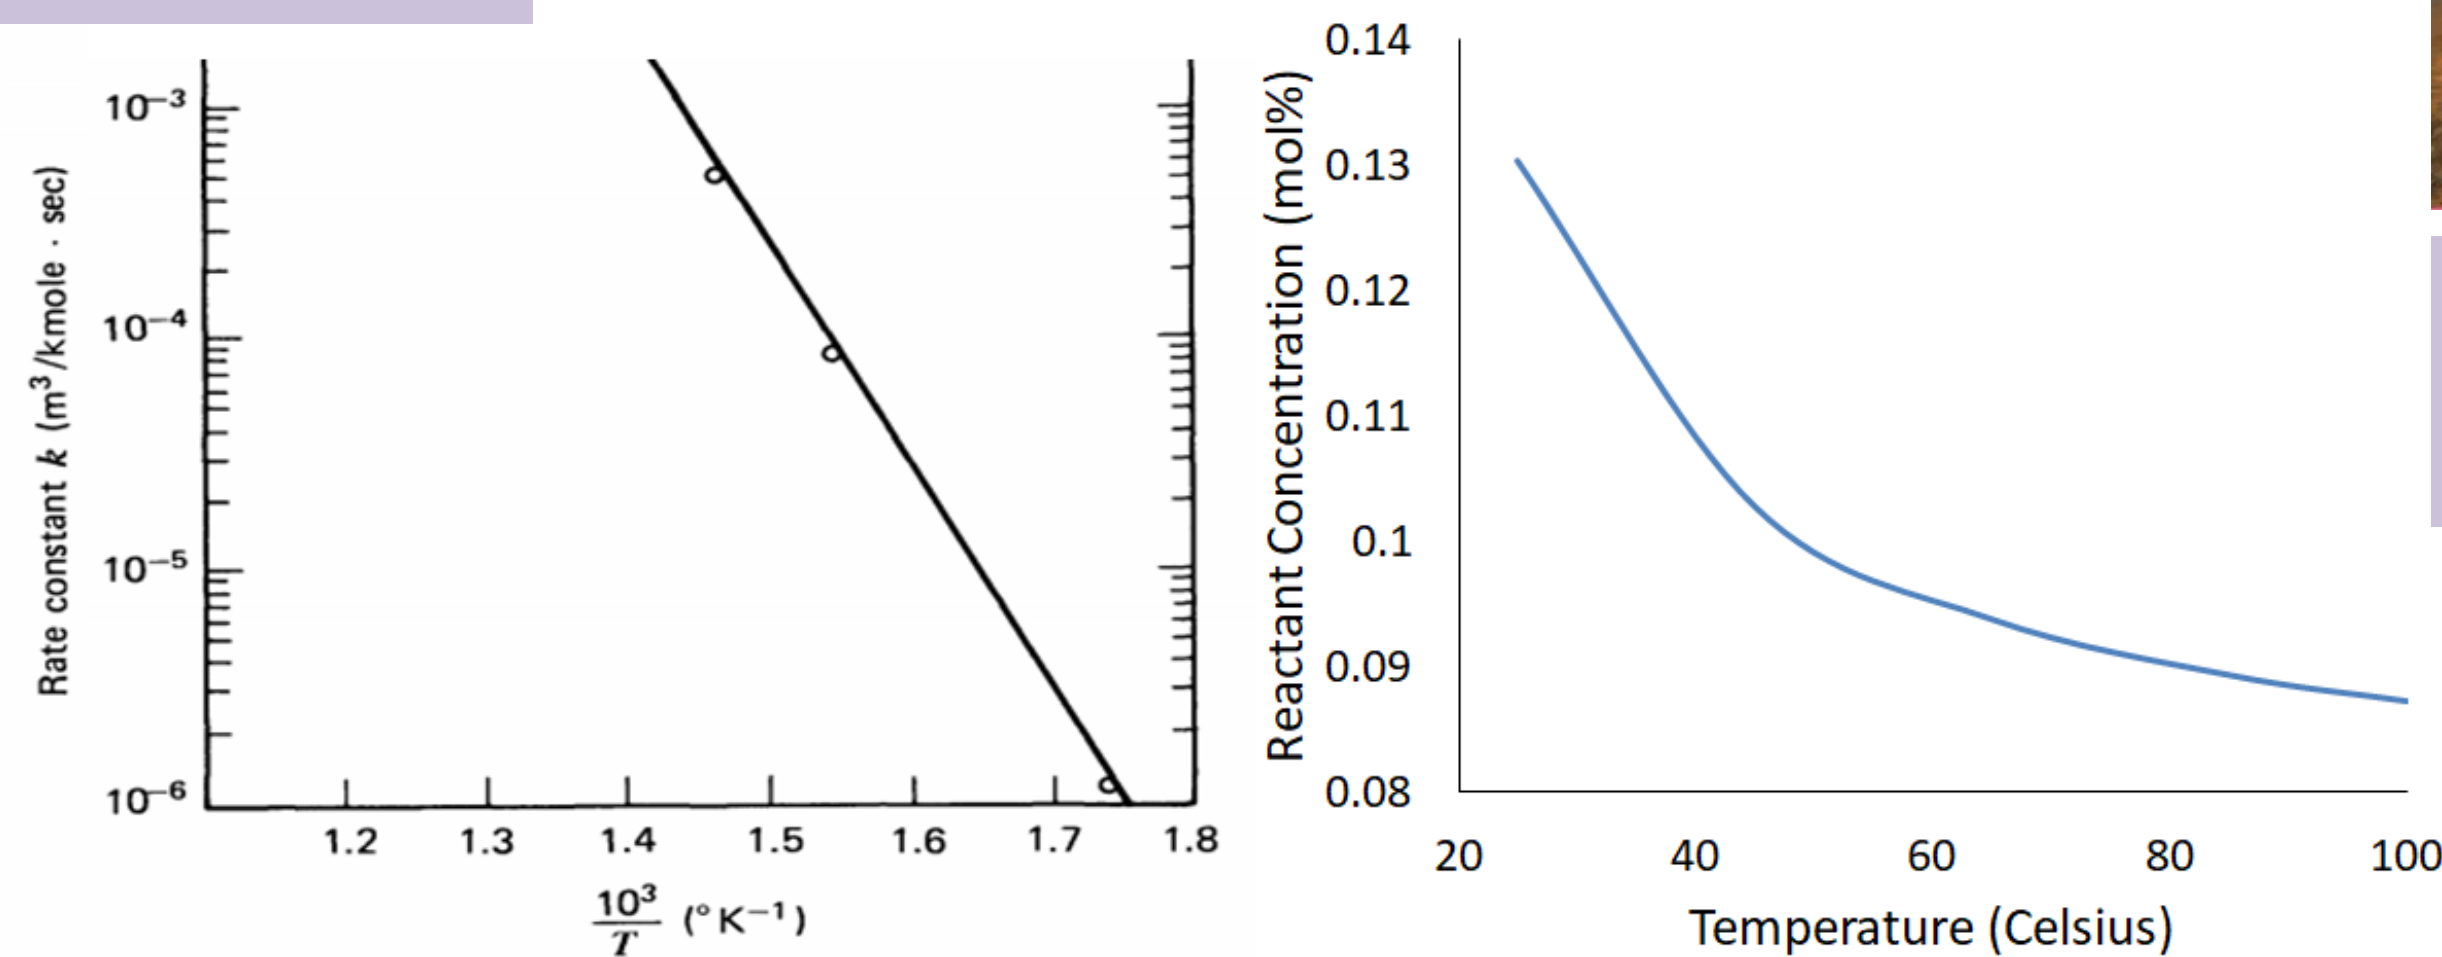 10⁻³
10⁻⁴
10⁻⁵
10⁻⁶
Rate constant k (m³/kmole · sec)
1.2 1.3 1.4 1.5 1.6 1.7 1.8
10³
T
(°K⁻¹)
0.14
0.13
0.12
0.11
0.1
0.09
0.08
Reactant Concentration (mol%)
20 40 60 80 100
Temperature (Celsius)